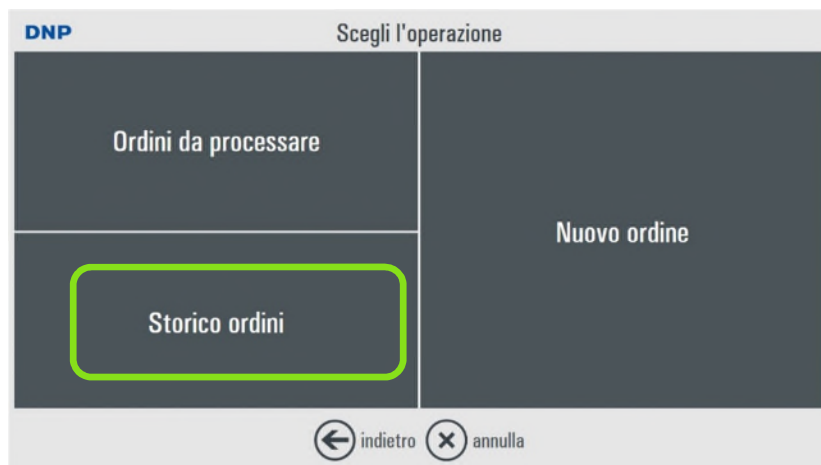 DNP
Scegli l'operazione
Ordini da processare
Nuovo ordine
Storico ordini
indietro
annulla